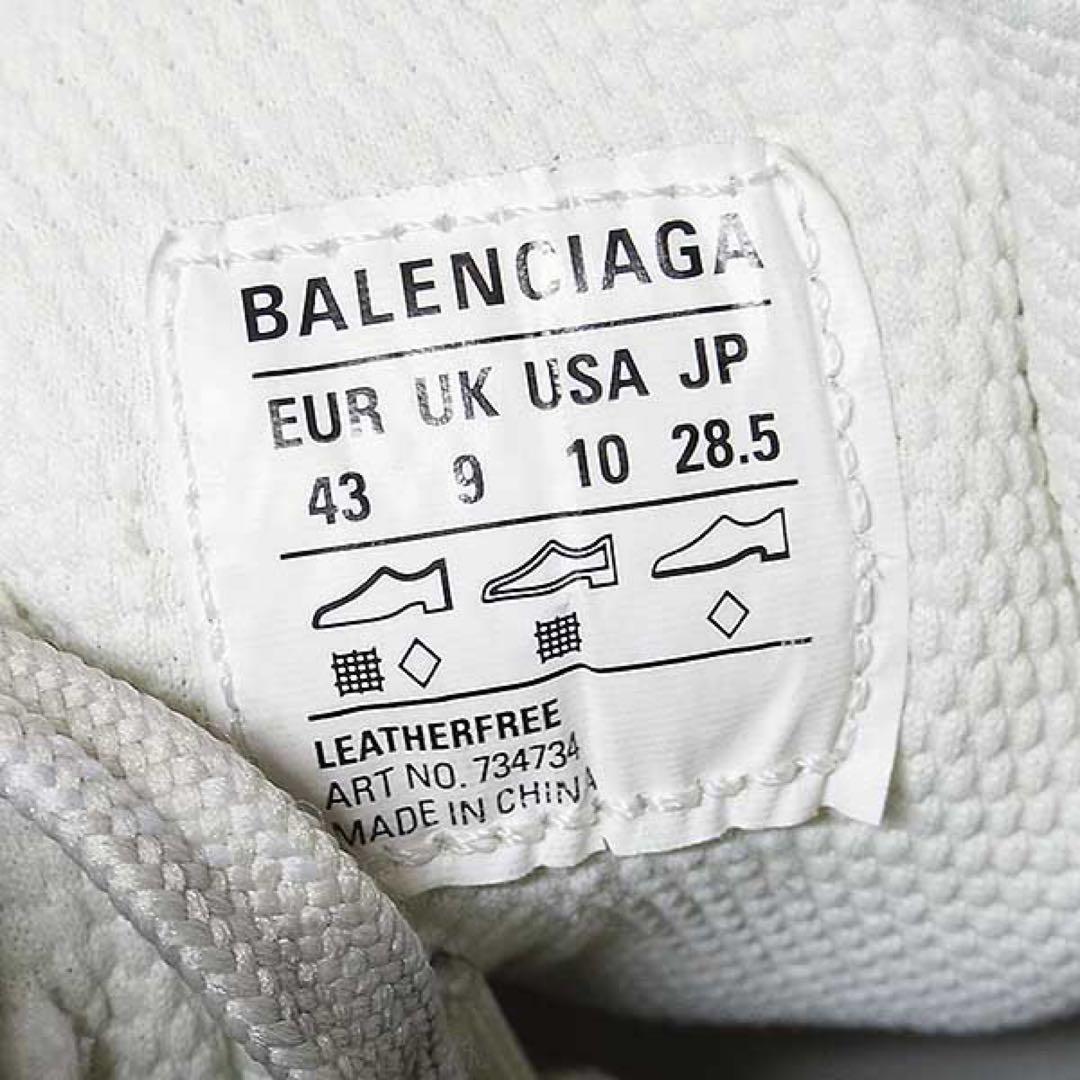 BALENCIAGA
EUR UK USA JP
43 9 10 28.5
LEATHERFREE
ART NO. 734734
MADE IN CHINA